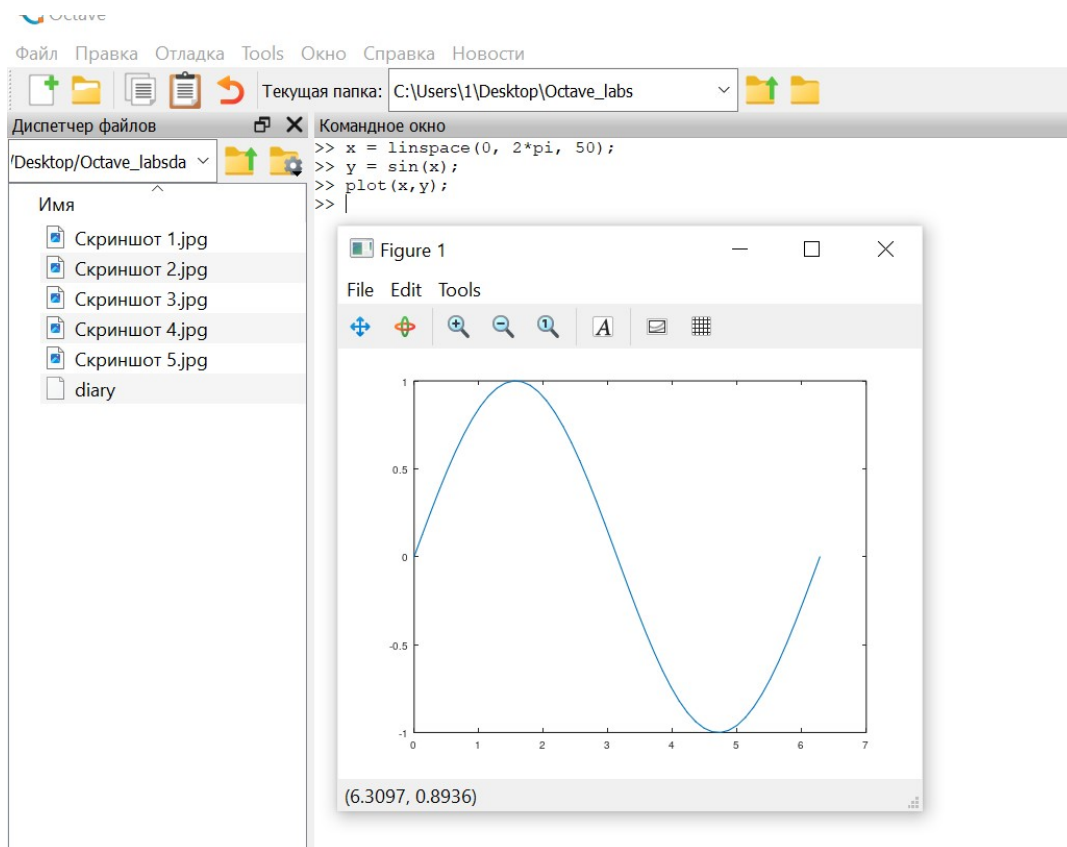 Octave
Файл Правка Отладка Tools Окно Справка Новости
Текущая папка: C:\Users\1\Desktop\Octave_labs
Диспетчер файлов
Командное окно
/Desktop/Octave_labsda
Имя
Скриншот 1.jpg
Скриншот 2.jpg
Скриншот 3.jpg
Скриншот 4.jpg
Скриншот 5.jpg
diary
>> x = linspace(0, 2*pi, 50);
>> y = sin(x);
>> plot(x,y);
>>
Figure 1
File Edit Tools
A
1
0.5
0
-0.5
-1
0 1 2 3 4 5 6 7
(6.3097, 0.8936)